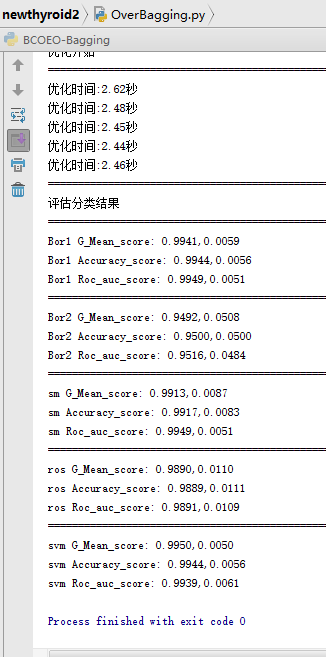 newthyroid2 OverBagging.py
BCOEO-Bagging
优化开始
优化时间:2.62秒
优化时间:2.48秒
优化时间:2.45秒
优化时间:2.44秒
优化时间:2.46秒
评估分类结果
Bor1 G_Mean_score: 0.9941,0.0059
Bor1 Accuracy_score: 0.9944,0.0056
Bor1 Roc_auc_score: 0.9949,0.0051
Bor2 G_Mean_score: 0.9492,0.0508
Bor2 Accuracy_score: 0.9500,0.0500
Bor2 Roc_auc_score: 0.9516,0.0484
sm G_Mean_score: 0.9913,0.0087
sm Accuracy_score: 0.9917,0.0083
sm Roc_auc_score: 0.9949,0.0051
ros G_Mean_score: 0.9890,0.0110
ros Accuracy_score: 0.9889,0.0111
ros Roc_auc_score: 0.9891,0.0109
svm G_Mean_score: 0.9950,0.0050
svm Accuracy_score: 0.9944,0.0056
svm Roc_auc_score: 0.9939,0.0061
Process finished with exit code 0